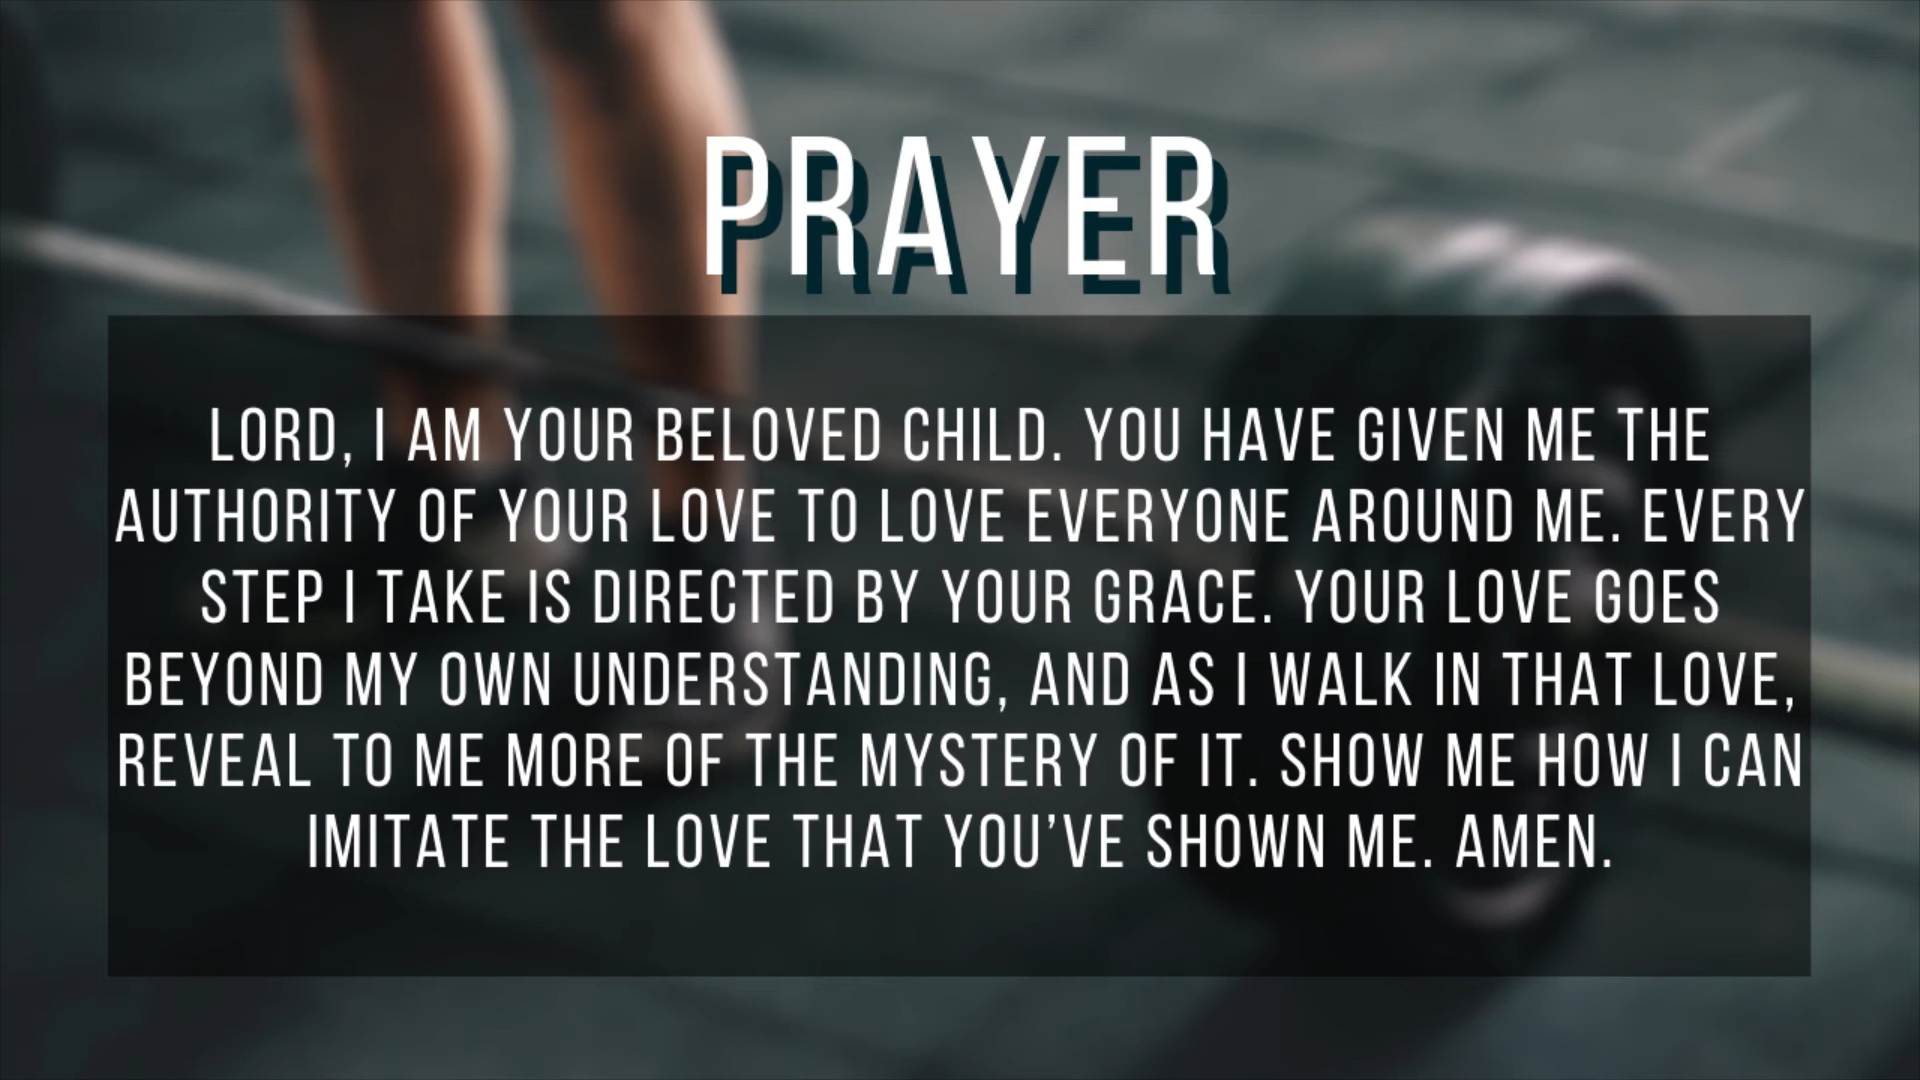 PRAYER
LORD, I AM YOUR BELOVED CHILD. YOU HAVE GIVEN ME THE
AUTHORITY OF YOUR LOVE TO LOVE EVERYONE AROUND ME. EVERY
STEP I TAKE IS DIRECTED BY YOUR GRACE. YOUR LOVE GOES
BEYOND MY OWN UNDERSTANDING, AND AS I WALK IN THAT LOVE,
REVEAL TO ME MORE OF THE MYSTERY OF IT. SHOW ME HOW I CAN
IMITATE THE LOVE THAT YOU’VE SHOWN ME. AMEN.